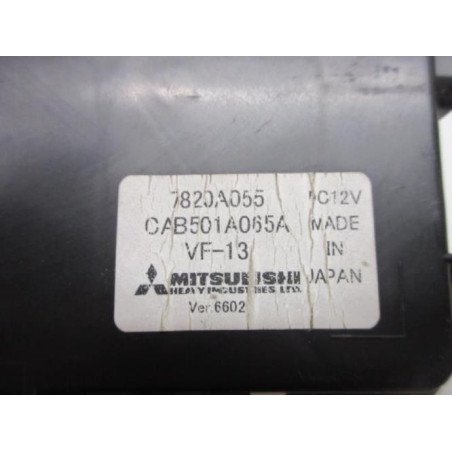 7820A055 DC12V
CAB501A065A MADE
VF-13 IN
MITSUBISHI JAPAN
HEAVY INDUSTRIES LTD.
Ver.6602